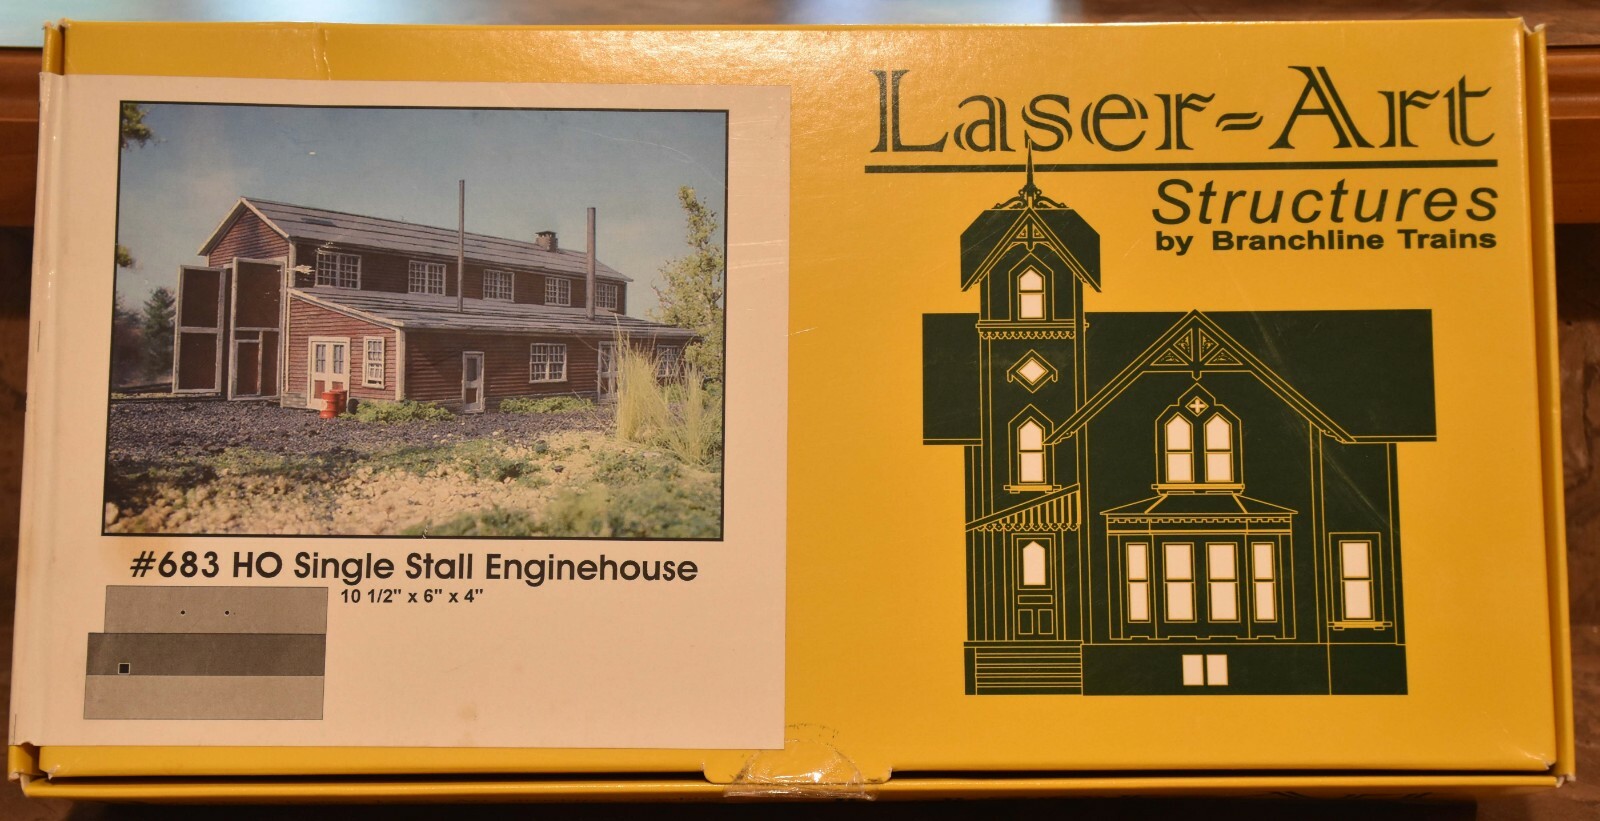 Laser-Art
Structures
by Branchline Trains
#683 HO Single Stall Enginehouse
10 1/2" x 6" x 4"